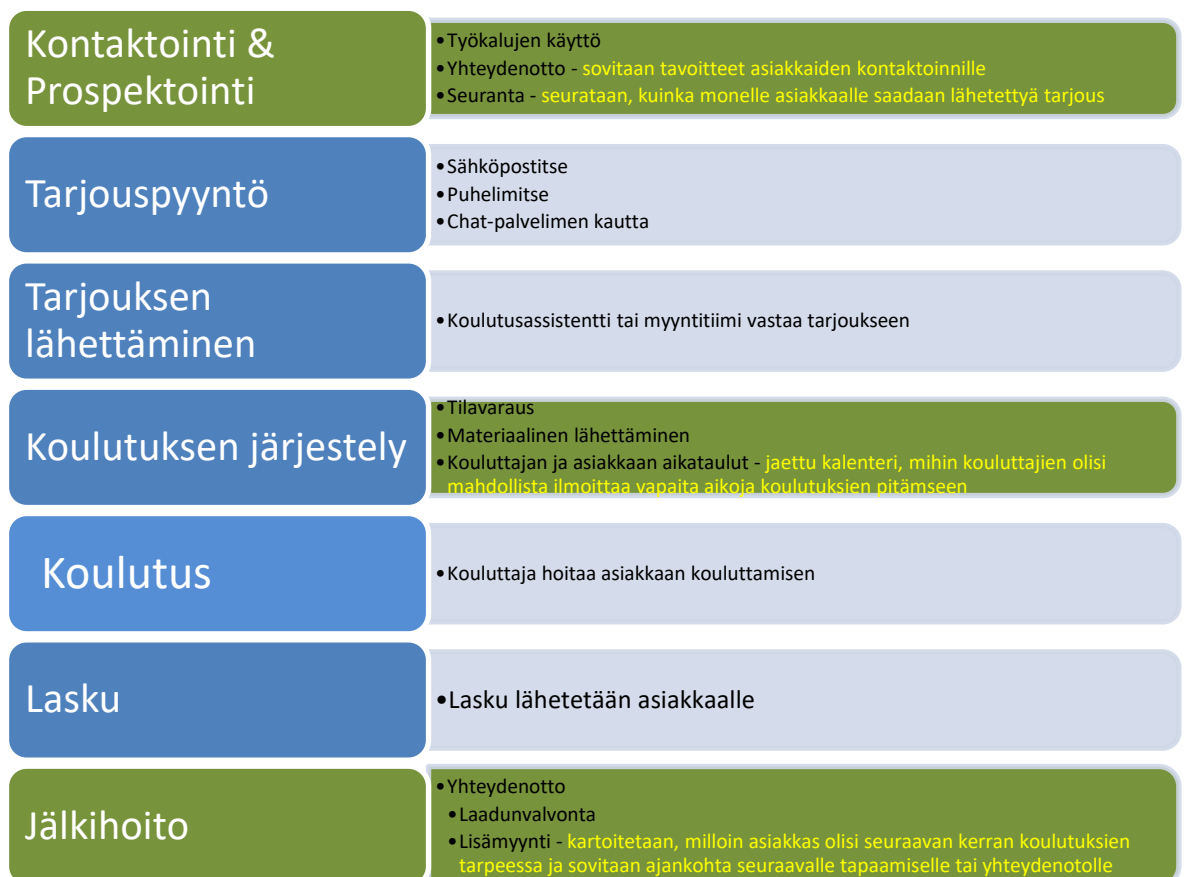 Kontaktointi &
Prospektointi
•Työkalujen käyttö
•Yhteydenotto - sovitaan tavoitteet asiakkaiden kontaktoinnille
•Seuranta - seurataan, kuinka monelle asiakkaalle saadaan lähetettyä tarjous
Tarjouspyyntö
•Sähköpostitse
•Puhelimitse
•Chat-palvelimen kautta
Tarjouksen
lähettäminen
•Koulutusassistentti tai myyntitiimi vastaa tarjoukseen
Koulutuksen järjestely
•Tilavaraus
•Materiaalinen lähettäminen
•Kouluttajan ja asiakkaan aikataulut - jaettu kalenteri, mihin kouluttajien olisi
mahdollista ilmoittaa vapaita aikoja koulutuksien pitämseen
Koulutus
•Kouluttaja hoitaa asiakkaan kouluttamisen
Lasku
•Lasku lähetetään asiakkaalle
Jälkihoito
•Yhteydenotto
•Laadunvalvonta
•Lisämyynti - kartoitetaan, milloin asiakas olisi seuraavan kerran koulutuksien
tarpeessa ja sovitaan ajankohta seuraavalle tapaamiselle tai yhteydenotolle